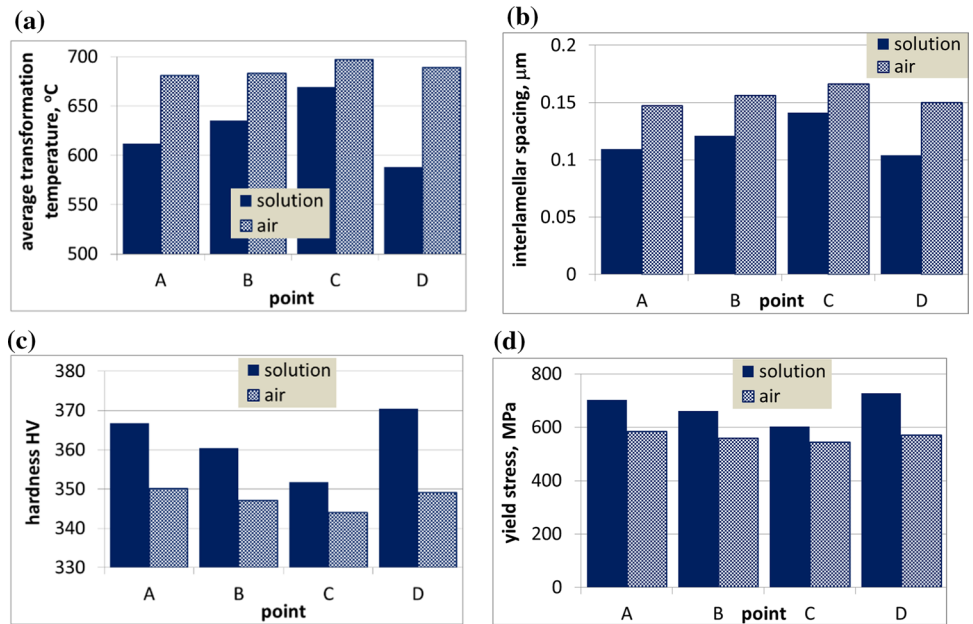 (a)
average transformation
temperature, °C
700
650
600
550
500
solution
air
A B C D
point
(b)
interlamellar spacing, μm
0.2
0.15
0.1
0.05
0
solution
air
A B C D
point
(c)
hardness HV
380
370
360
350
340
330
solution
air
A B C D
point
(d)
yield stress, MPa
800
600
400
200
0
solution
air
A B C D
point